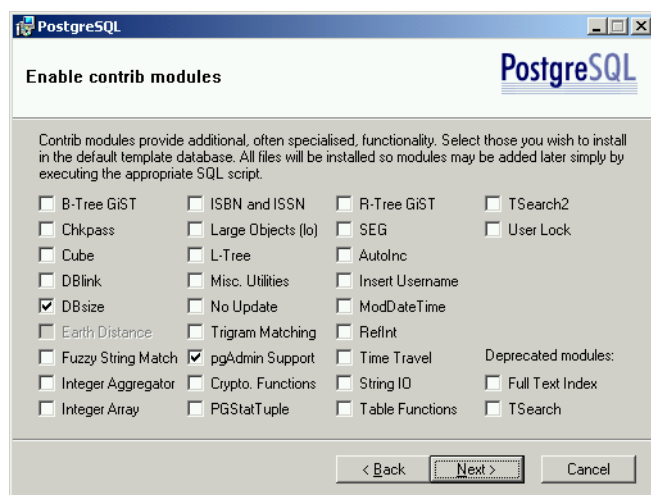 PostgreSQL
Enable contrib modules
PostgreSQL
Contrib modules provide additional, often specialised, functionality. Select those you wish to install
in the default template database. All files will be installed so modules may be added later simply by
executing the appropriate SQL script.
B-Tree GiST ISBN and ISSN R-Tree GiST TSearch2
Chkpass Large Objects (lo) SEG User Lock
Cube L-Tree AutoInc
DBlink Misc. Utilities Insert Username
DBsize No Update ModDateTime
Earth Distance Trigram Matching RefInt
Fuzzy String Match pgAdmin Support Time Travel Deprecated modules:
Integer Aggregator Crypto. Functions String IO Full Text Index
Integer Array PGStatTuple Table Functions TSearch
< Back Next > Cancel